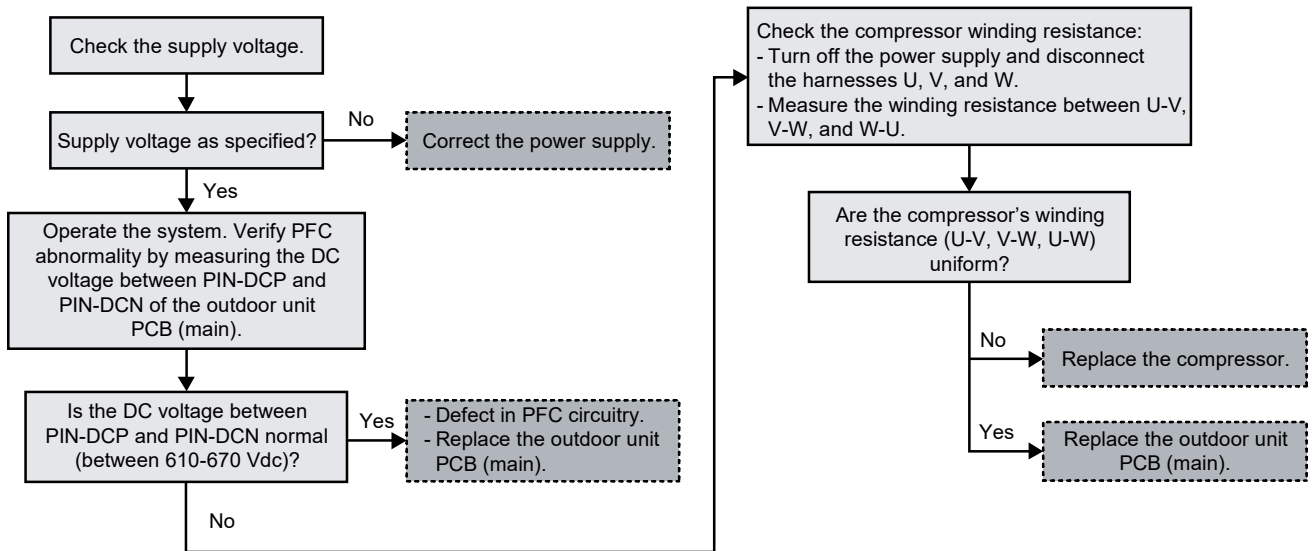 Check the supply voltage.
Supply voltage as specified?
No
Correct the power supply.
Yes
Operate the system. Verify PFC
abnormality by measuring the DC
voltage between PIN-DCP and
PIN-DCN of the outdoor unit
PCB (main).
Is the DC voltage between
PIN-DCP and PIN-DCN normal
(between 610-670 Vdc)?
Yes
- Defect in PFC circuitry.
- Replace the outdoor unit
PCB (main).
No
Check the compressor winding resistance:
- Turn off the power supply and disconnect
the harnesses U, V, and W.
- Measure the winding resistance between U-V,
V-W, and W-U.
Are the compressor’s winding
resistance (U-V, V-W, U-W)
uniform?
No
Replace the compressor.
Yes
Replace the outdoor unit
PCB (main).